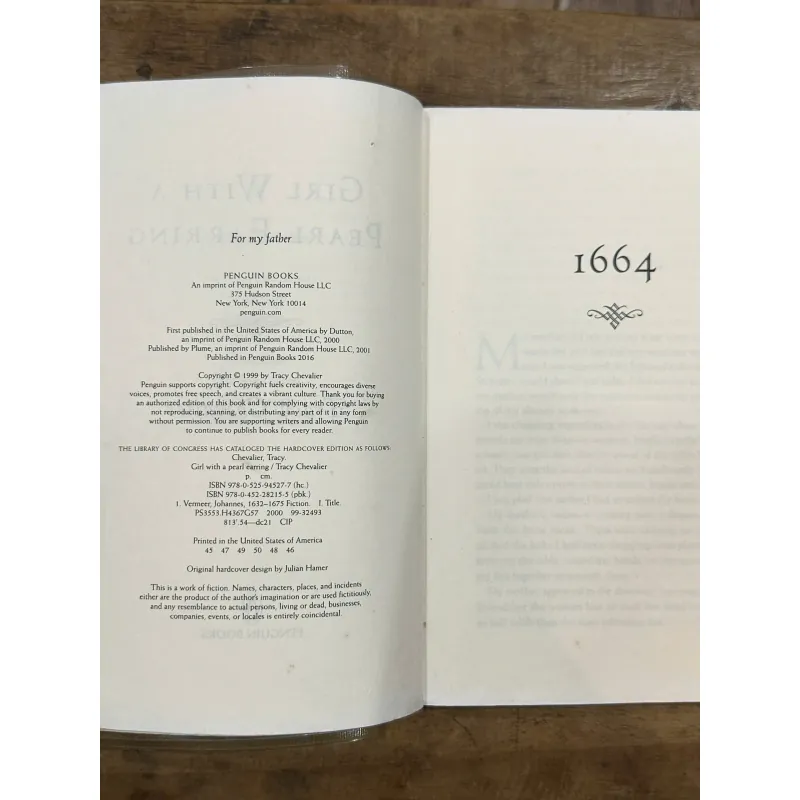 For my father
PENGUIN BOOKS
An imprint of Penguin Random House LLC
375 Hudson Street
New York, New York 10014
penguin.com
First published in the United States of America by Dutton,
an imprint of Penguin Random House LLC, 2000
Published by Plume, an imprint of Penguin Random House LLC, 2001
Published in Penguin Books 2016
Copyright © 1999 by Tracy Chevalier
Penguin supports copyright. Copyright fuels creativity, encourages diverse
voices, promotes free speech, and creates a vibrant culture. Thank you for buying
an authorized edition of this book and for complying with copyright laws by
not reproducing, scanning, or distributing any part of it in any form
without permission. You are supporting writers and allowing Penguin
to continue to publish books for every reader.
THE LIBRARY OF CONGRESS HAS CATALOGED THE HARDCOVER EDITION AS FOLLOWS:
Chevalier, Tracy.
Girl with a pearl earring / Tracy Chevalier
p. cm.
ISBN 978-0-525-94527-7 (hc.)
ISBN 978-0-452-28215-5 (pbk.)
1. Vermeer, Johannes, 1632–1675 Fiction. I. Title.
PS3553.H4367G57 2000 99-32493
813'.54—dc21 CIP
Printed in the United States of America
45 47 49 50 48 46
Original hardcover design by Julian Hamer
This is a work of fiction. Names, characters, places, and incidents
either are the product of the author's imagination or are used fictitiously,
and any resemblance to actual persons, living or dead, businesses,
companies, events, or locales is entirely coincidental.
1664